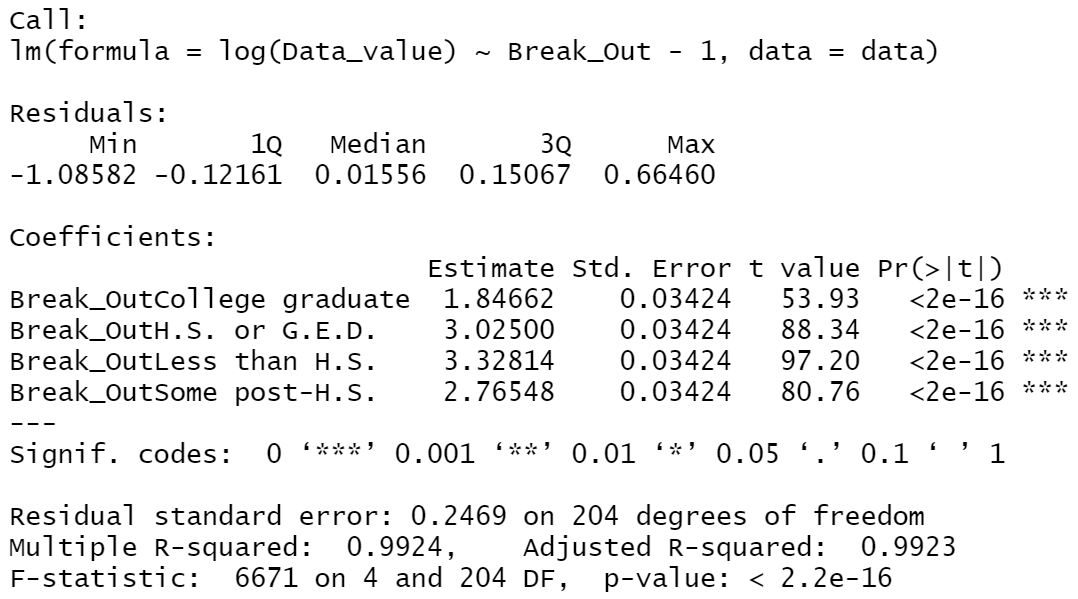 Call:
lm(formula = log(Data_value) ~ Break_Out - 1, data = data)
Residuals:
Min 1Q Median 3Q Max
-1.08582 -0.12161 0.01556 0.15067 0.66460
Coefficients:
Estimate Std. Error t value Pr(>|t|)
Break_OutCollege graduate 1.84662 0.03424 53.93 <2e-16 ***
Break_OutH.S. or G.E.D. 3.02500 0.03424 88.34 <2e-16 ***
Break_OutLess than H.S. 3.32814 0.03424 97.20 <2e-16 ***
Break_OutSome post-H.S. 2.76548 0.03424 80.76 <2e-16 ***
---
Signif. codes: 0 ‘***’ 0.001 ‘**’ 0.01 ‘*’ 0.05 ‘.’ 0.1 ‘ ’ 1
Residual standard error: 0.2469 on 204 degrees of freedom
Multiple R-squared: 0.9924, Adjusted R-squared: 0.9923
F-statistic: 6671 on 4 and 204 DF, p-value: < 2.2e-16